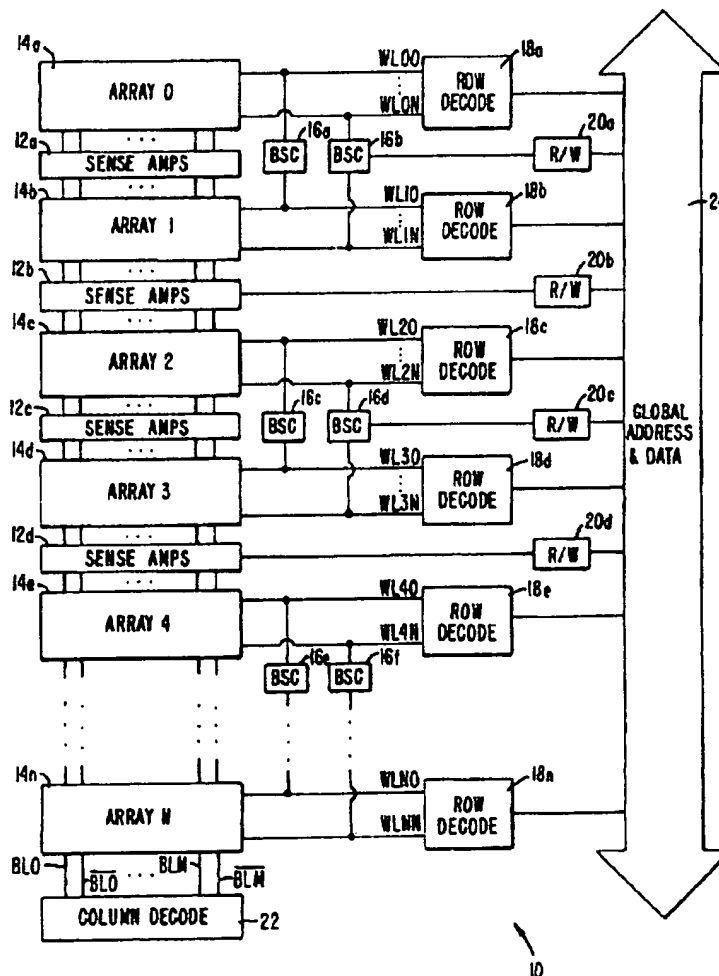 14a
ARRAY 0
WL00
WL0N
18a
ROW DECODE
12a
SENSE AMPS
16a
BSC
16b
BSC
20a
R/W
14b
ARRAY 1
WL10
WL1N
18b
ROW DECODE
24
12b
SENSE AMPS
20b
R/W
14c
ARRAY 2
WL20
WL2N
18c
ROW DECODE
12c
SENSE AMPS
16c
BSC
16d
BSC
20c
R/W
GLOBAL ADDRESS & DATA
14d
ARRAY 3
WL30
WL3N
18d
ROW DECODE
12d
SENSE AMPS
20d
R/W
14e
ARRAY 4
WL40
WL4N
18e
ROW DECODE
16e
BSC
16f
BSC
14n
ARRAY N
WLN0
WLNN
18n
ROW DECODE
BL0
BL0
BLM
BLM
COLUMN DECODE
22
10